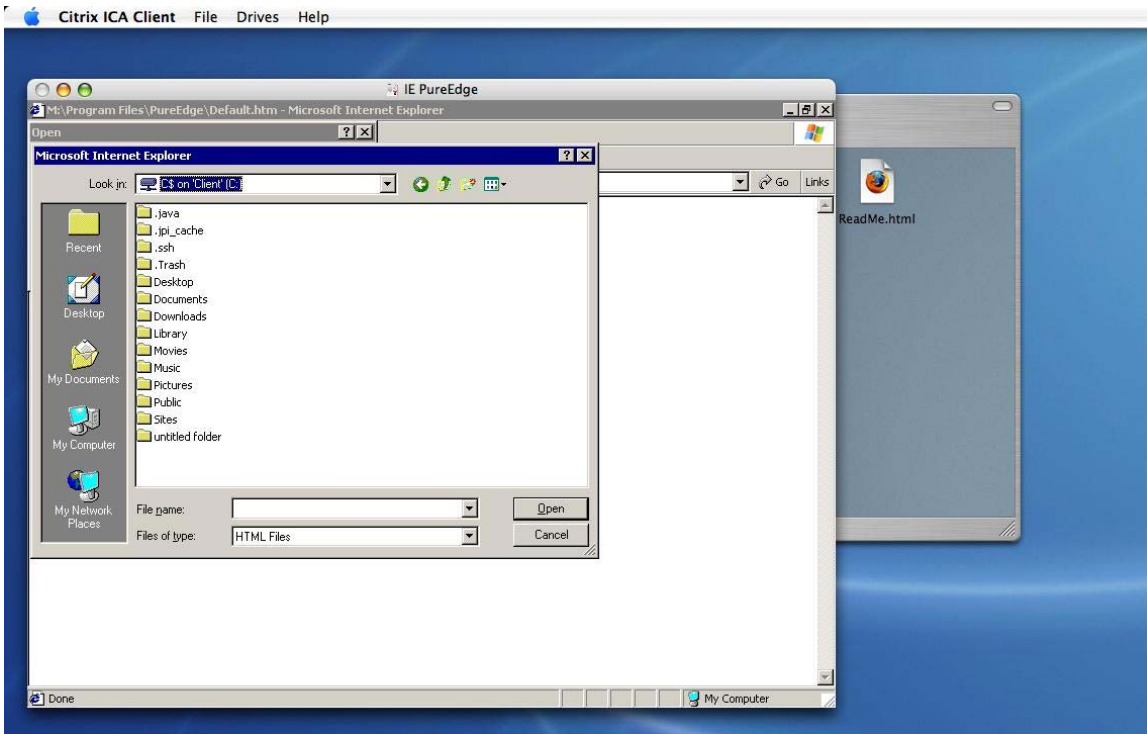 Citrix ICA Client File Drives Help
IE PureEdge
M:\Program Files\PureEdge\Default.htm - Microsoft Internet Explorer
Open
Microsoft Internet Explorer
Look in: C$ on 'Client' (C:
Go Links
.java
.jpi_cache
.ssh
.Trash
Desktop
Documents
Downloads
Library
Movies
Music
Pictures
Public
Sites
untitled folder
Recent
Desktop
My Documents
My Computer
My Network
Places
File name:
Open
Files of type: HTML Files
Cancel
ReadMe.html
Done
My Computer